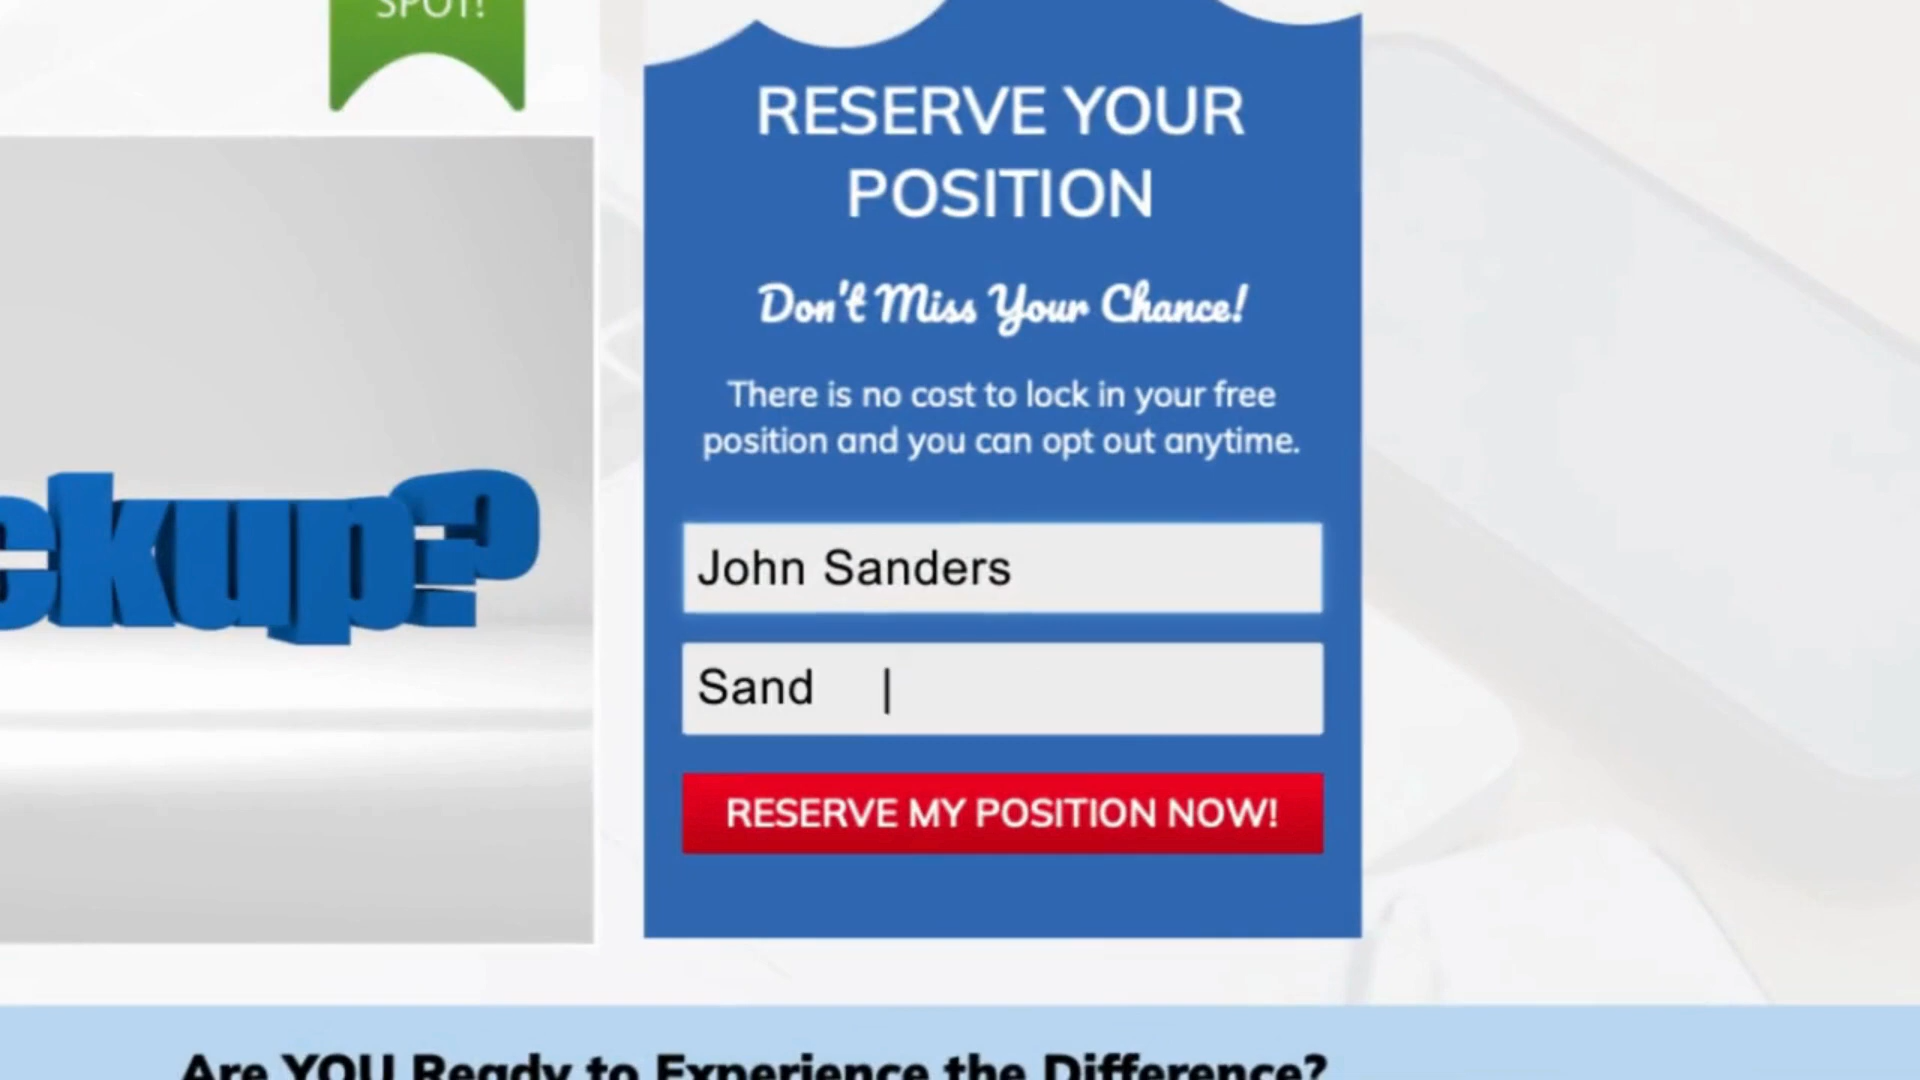 SPOT!
RESERVE YOUR
POSITION
Don't Miss Your Chance!
There is no cost to lock in your free
position and you can opt out anytime.
ckup?
John Sanders
Sand
RESERVE MY POSITION NOW!
Are YOU Ready to Experience the Difference?